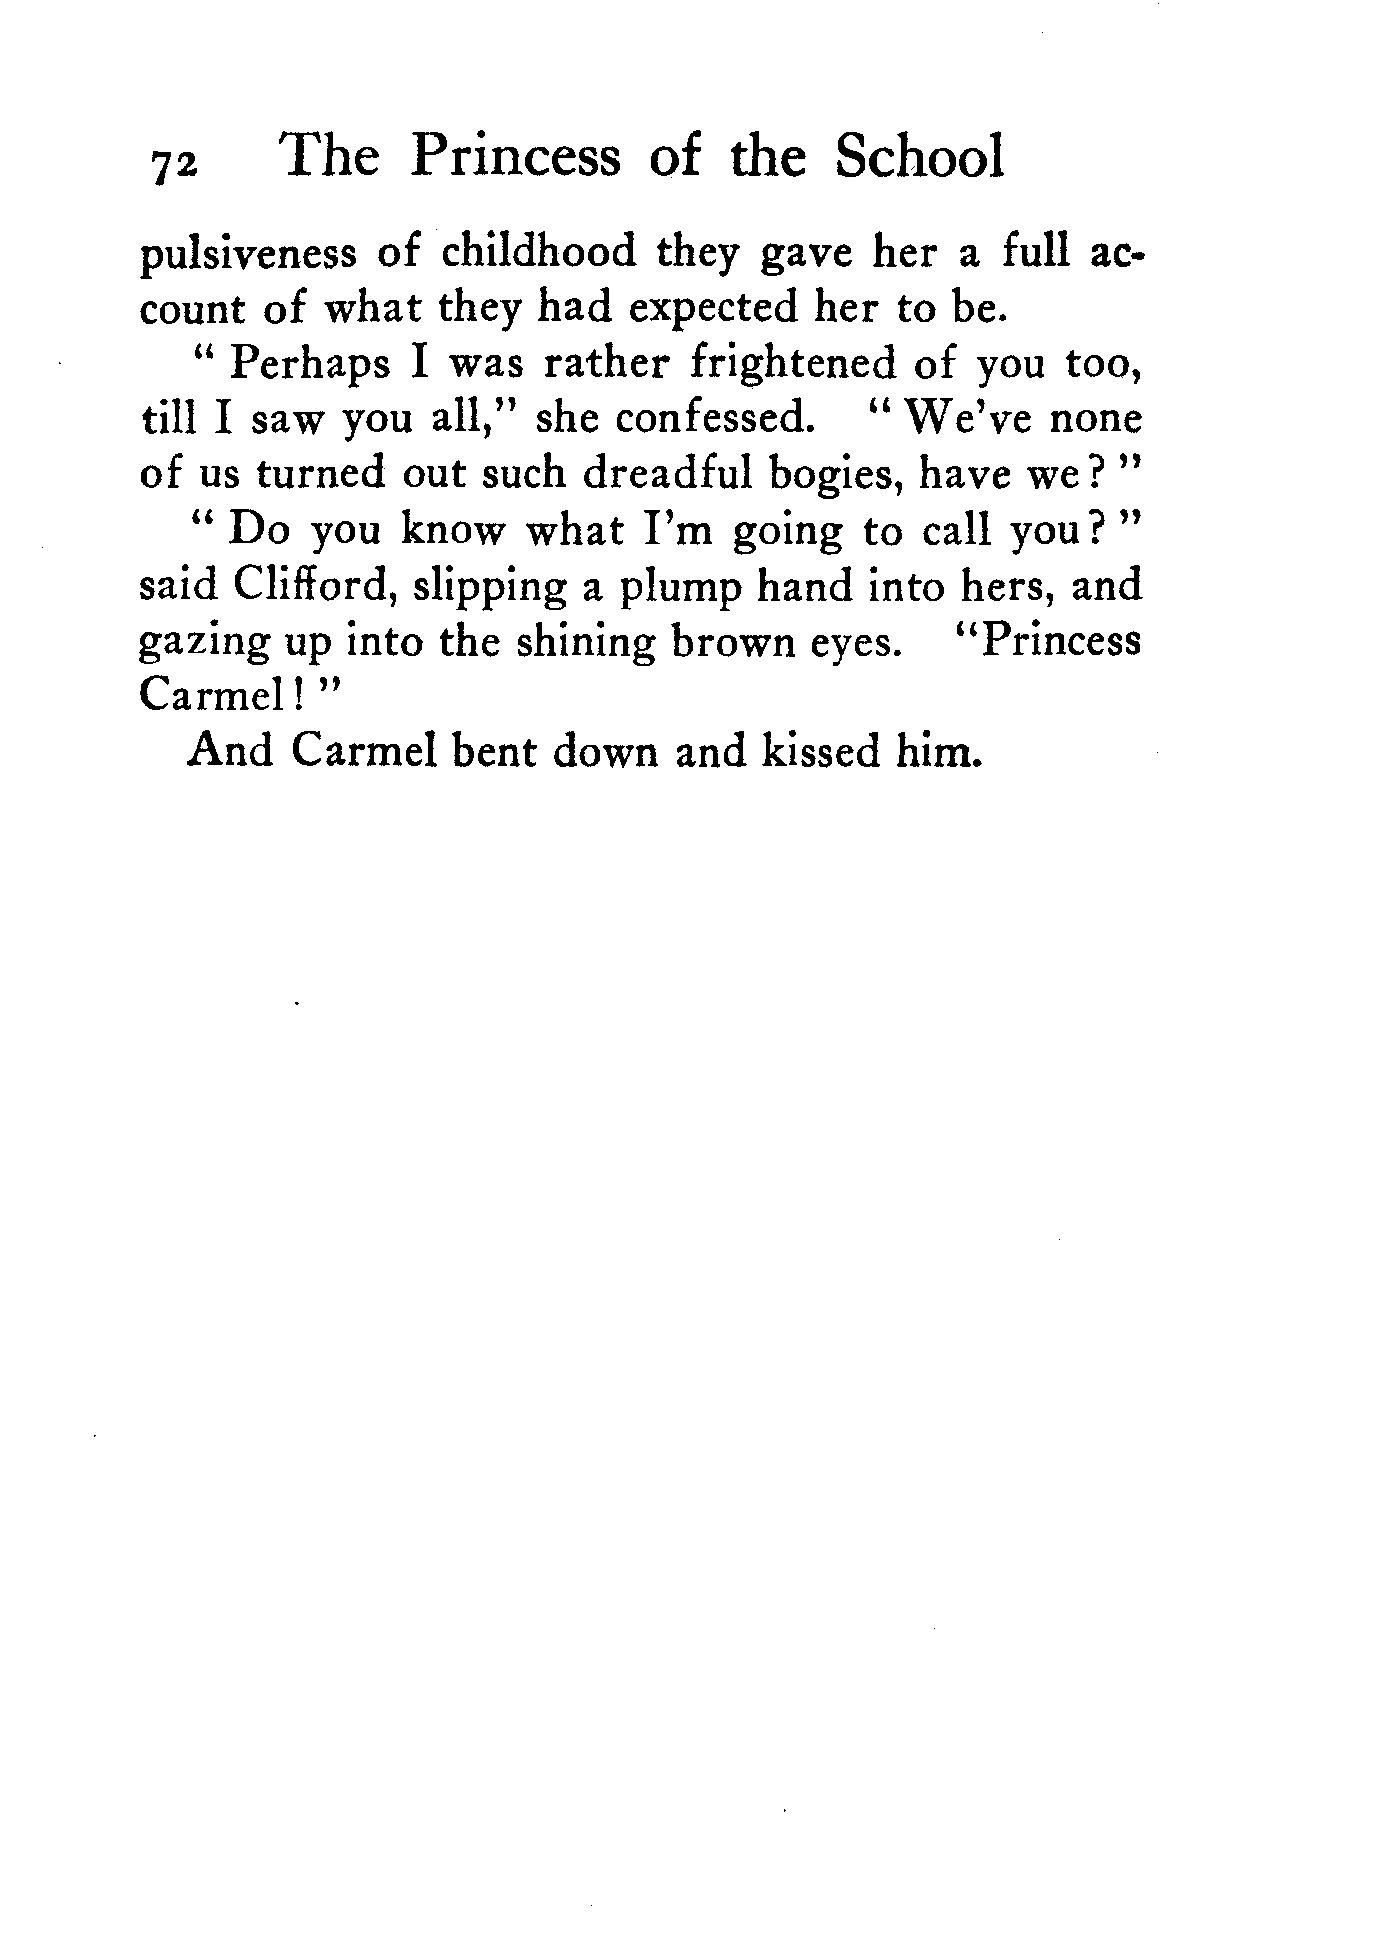 72 The Princess of the School
pulsiveness of childhood they gave her a full ac-
count of what they had expected her to be.
“ Perhaps I was rather frightened of you too,
till I saw you all,” she confessed. “ We’ve none
of us turned out such dreadful bogies, have we ? ”
“ Do you know what I’m going to call you ? ”
said Clifford, slipping a plump hand into hers, and
gazing up into the shining brown eyes. “Princess
Carmel ! ”
And Carmel bent down and kissed him.